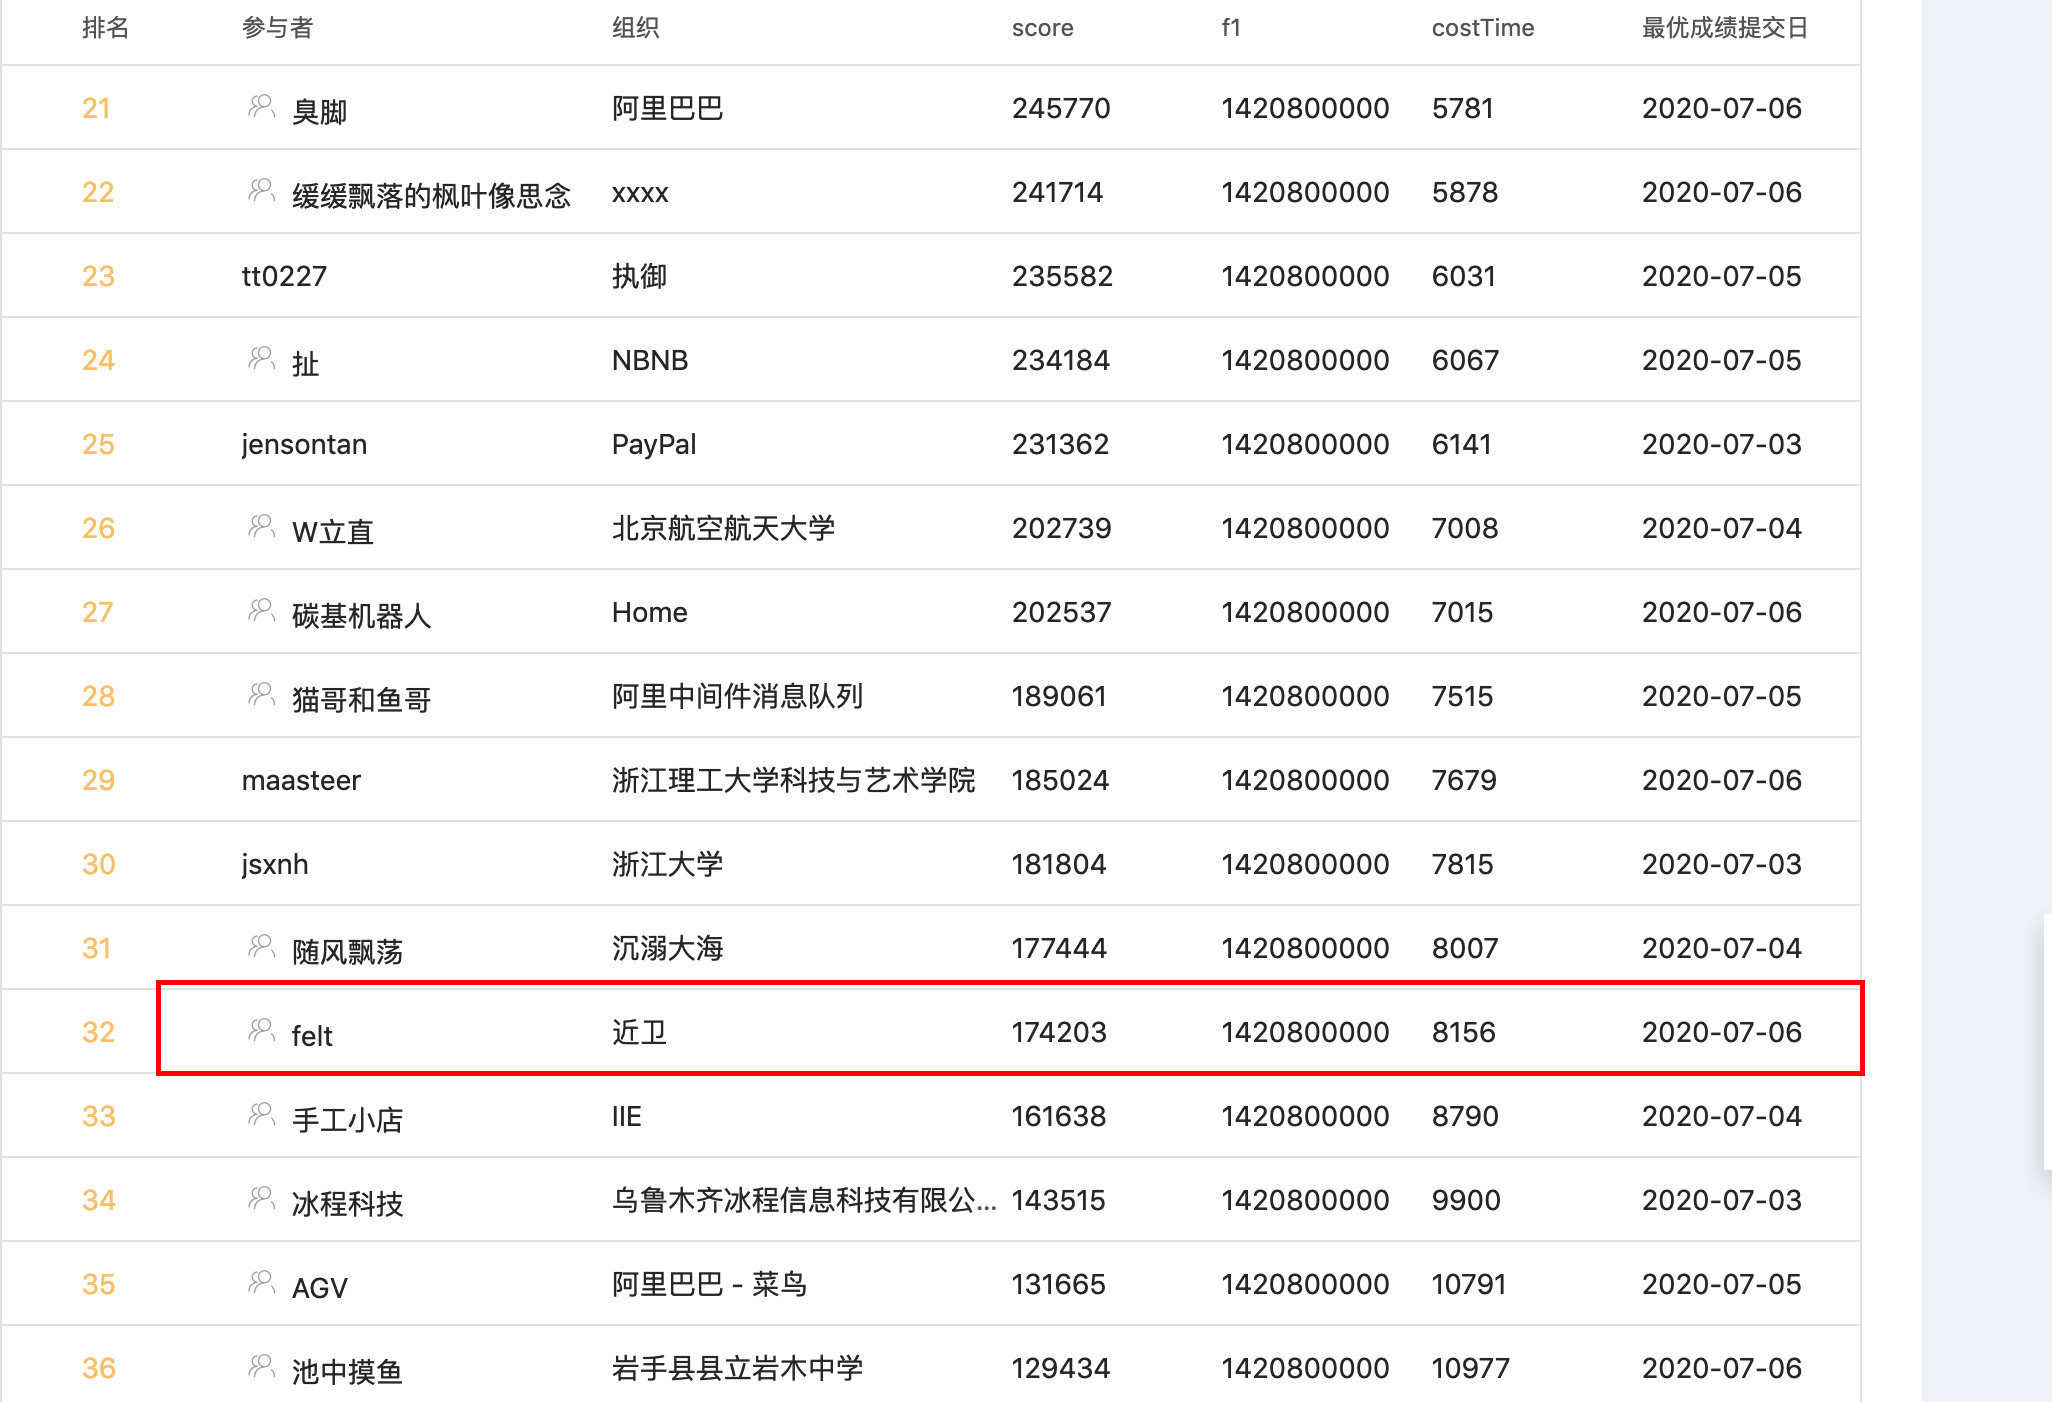 排名 参与者 组织 score f1 costTime 最优成绩提交日
21 臭脚 阿里巴巴 245770 1420800000 5781 2020-07-06
22 缓缓飘落的枫叶像思念 xxxx 241714 1420800000 5878 2020-07-06
23 tt0227 执御 235582 1420800000 6031 2020-07-05
24 扯 NBNB 234184 1420800000 6067 2020-07-05
25 jensontan PayPal 231362 1420800000 6141 2020-07-03
26 W立直 北京航空航天大学 202739 1420800000 7008 2020-07-04
27 碳基机器人 Home 202537 1420800000 7015 2020-07-06
28 猫哥和鱼哥 阿里中间件消息队列 189061 1420800000 7515 2020-07-05
29 maasteer 浙江理工大学科技与艺术学院 185024 1420800000 7679 2020-07-06
30 jsxnh 浙江大学 181804 1420800000 7815 2020-07-03
31 随风飘荡 沉溺大海 177444 1420800000 8007 2020-07-04
32 felt 近卫 174203 1420800000 8156 2020-07-06
33 手工小店 IIE 161638 1420800000 8790 2020-07-04
34 冰程科技 乌鲁木齐冰程信息科技有限公... 143515 1420800000 9900 2020-07-03
35 AGV 阿里巴巴 - 菜鸟 131665 1420800000 10791 2020-07-05
36 池中摸鱼 岩手县县立岩木中学 129434 1420800000 10977 2020-07-06